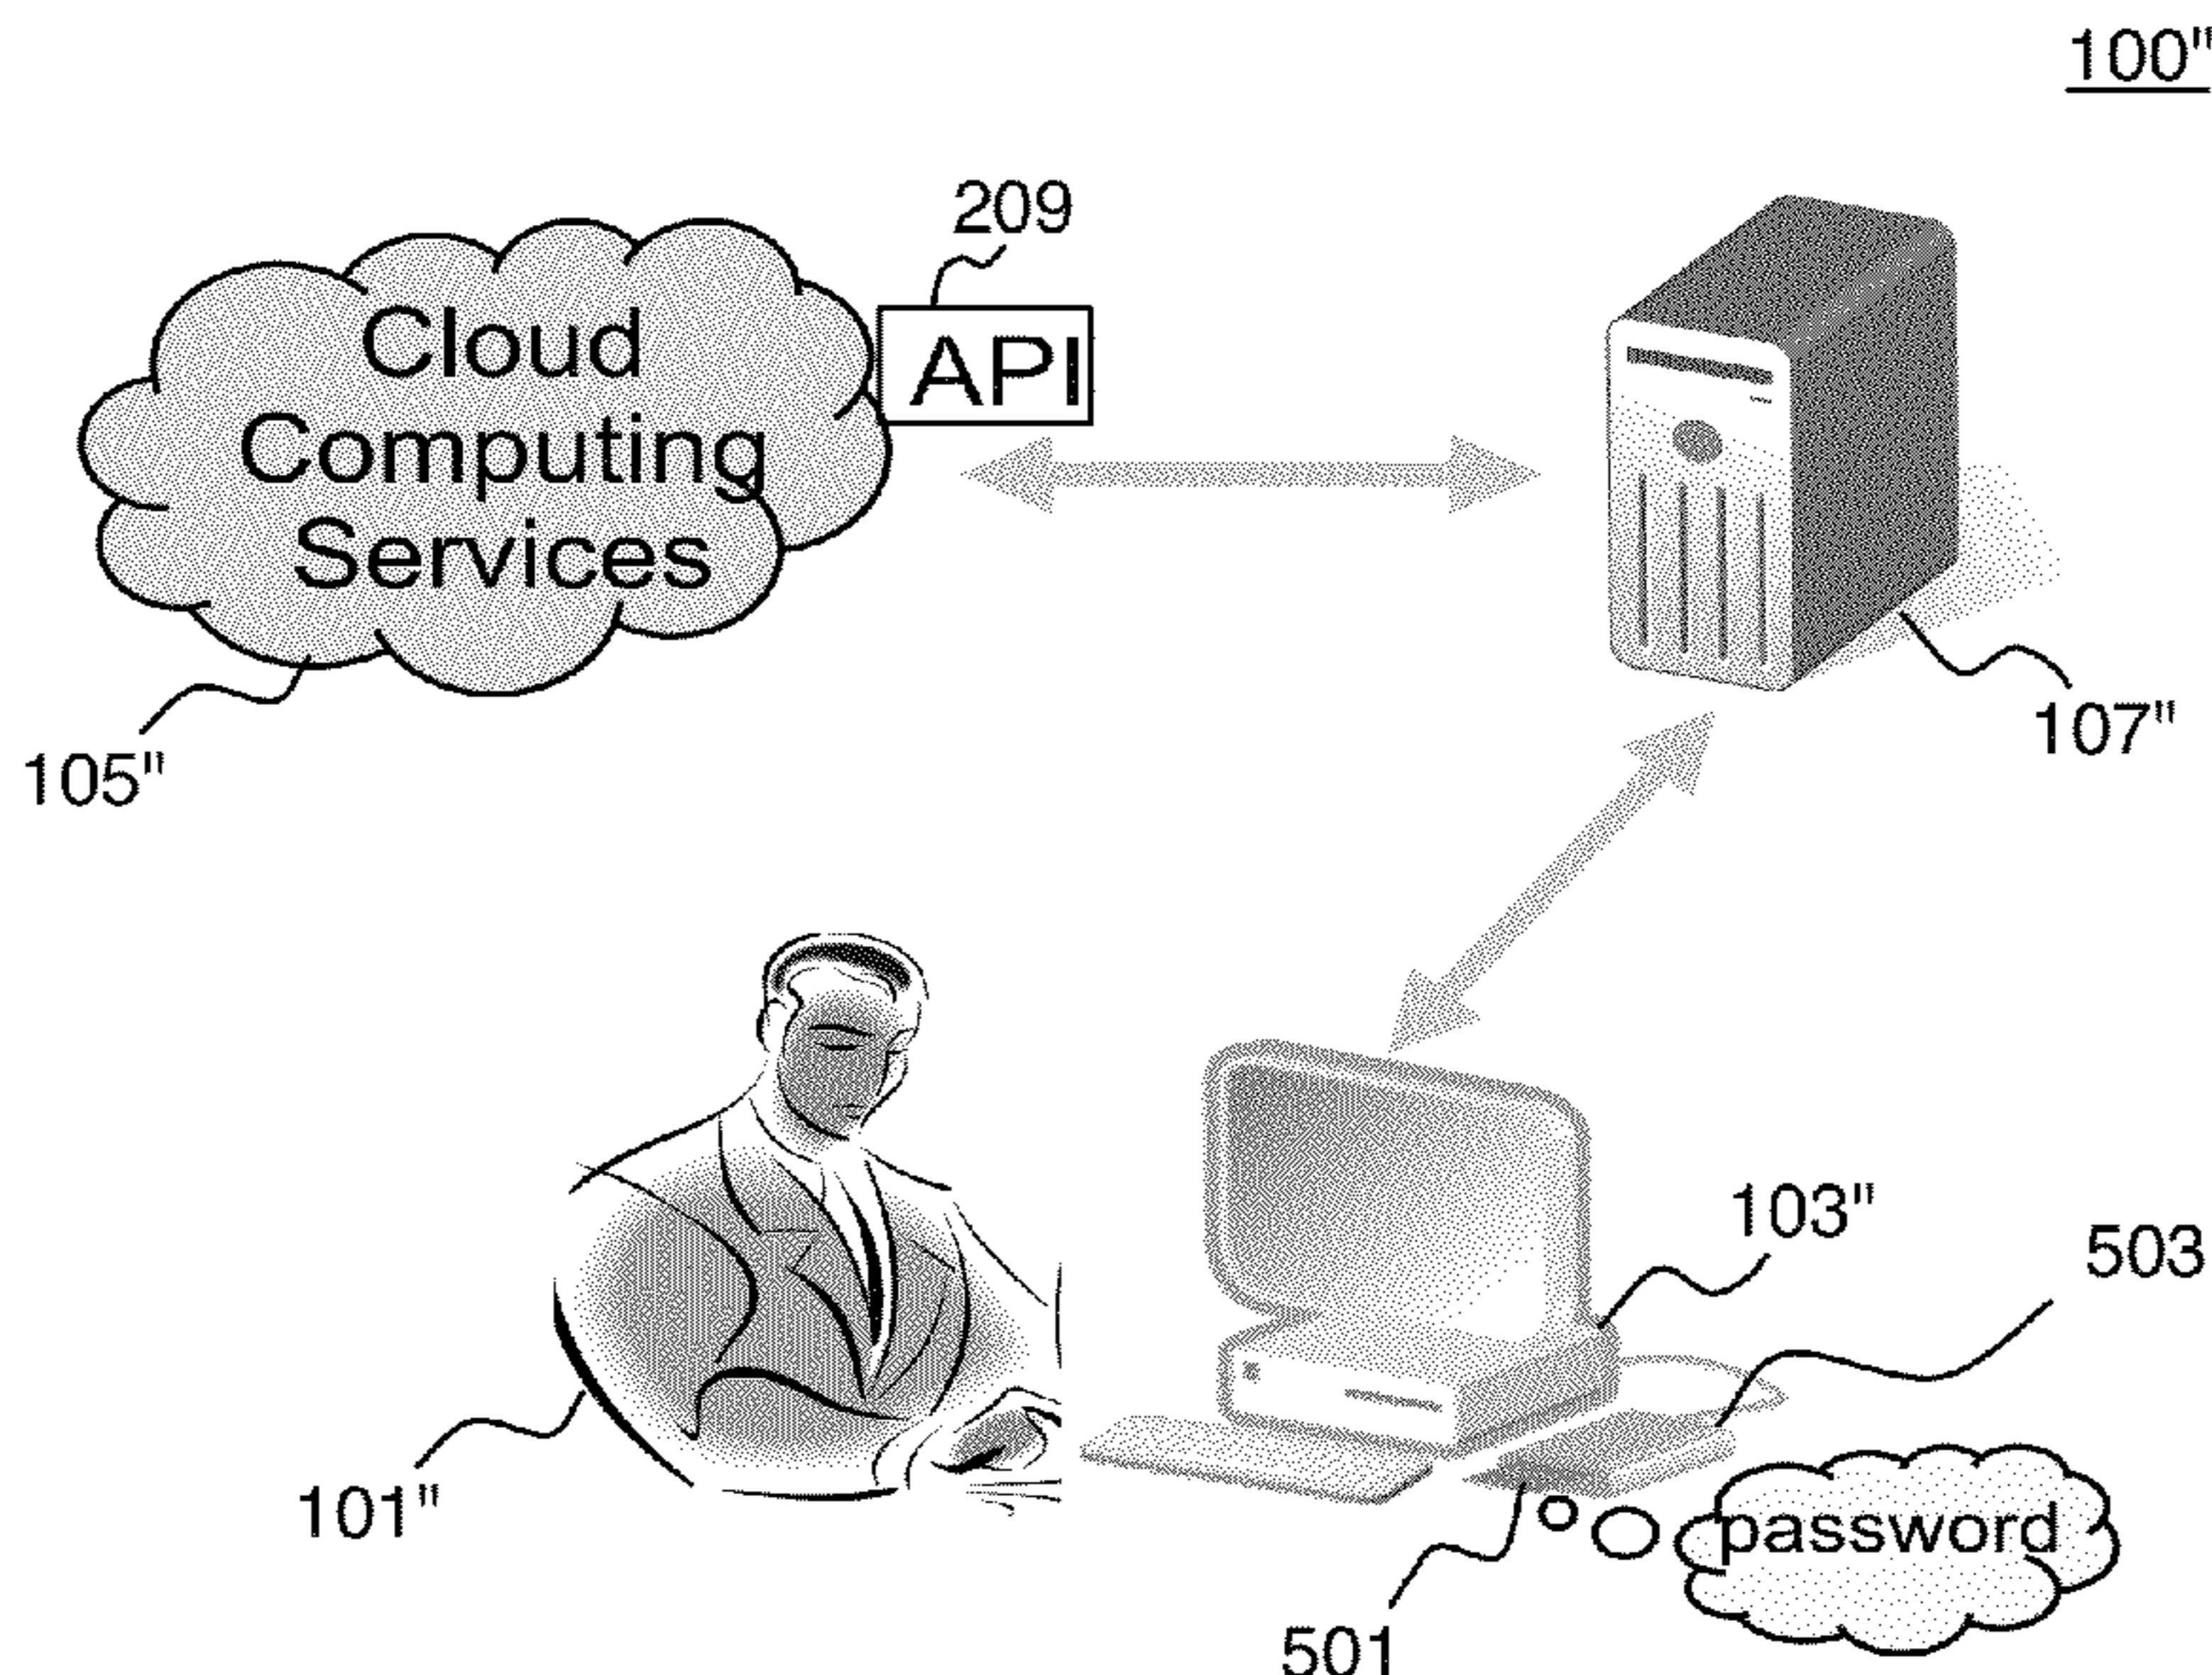 100"
209
Cloud
API
Computing
Services
107"
105"
103"
503
101"
password
501